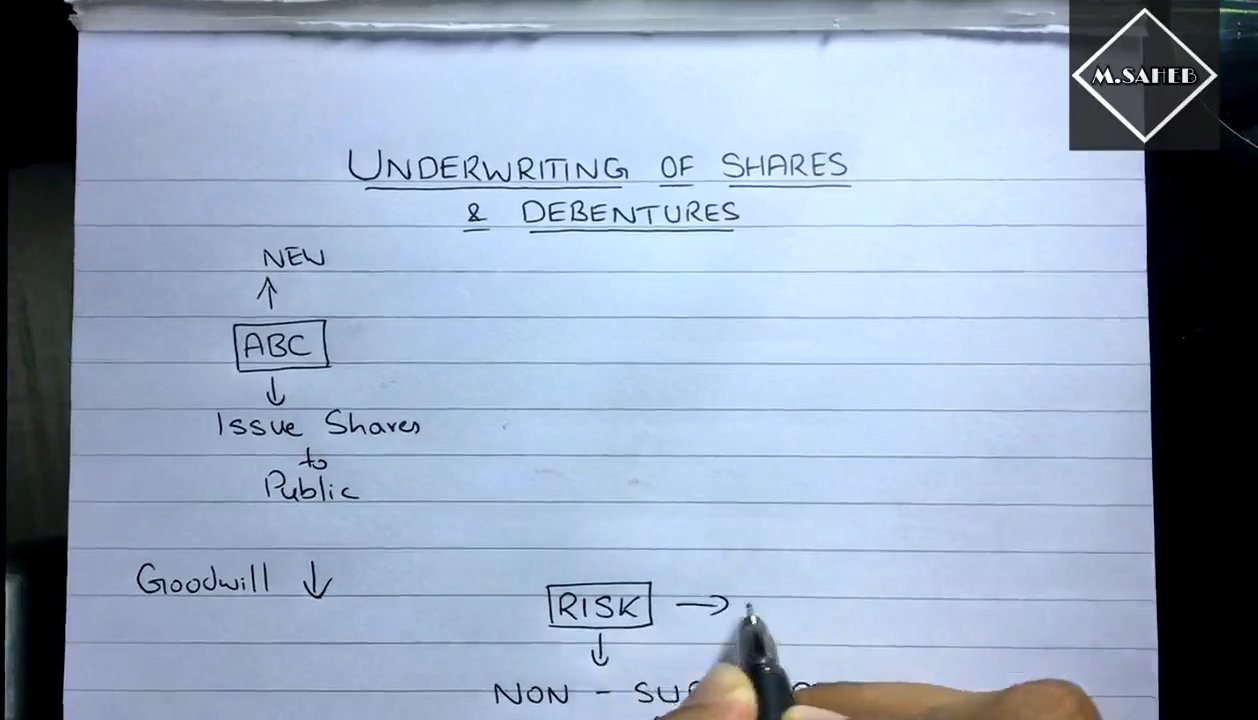 M.SAHEB
UNDERWRITING OF SHARES
& DEBENTURES
NEW
↑
ABC
↓
Issue Shares
to
Public
Goodwill ↓
RISK →
↓
NON -